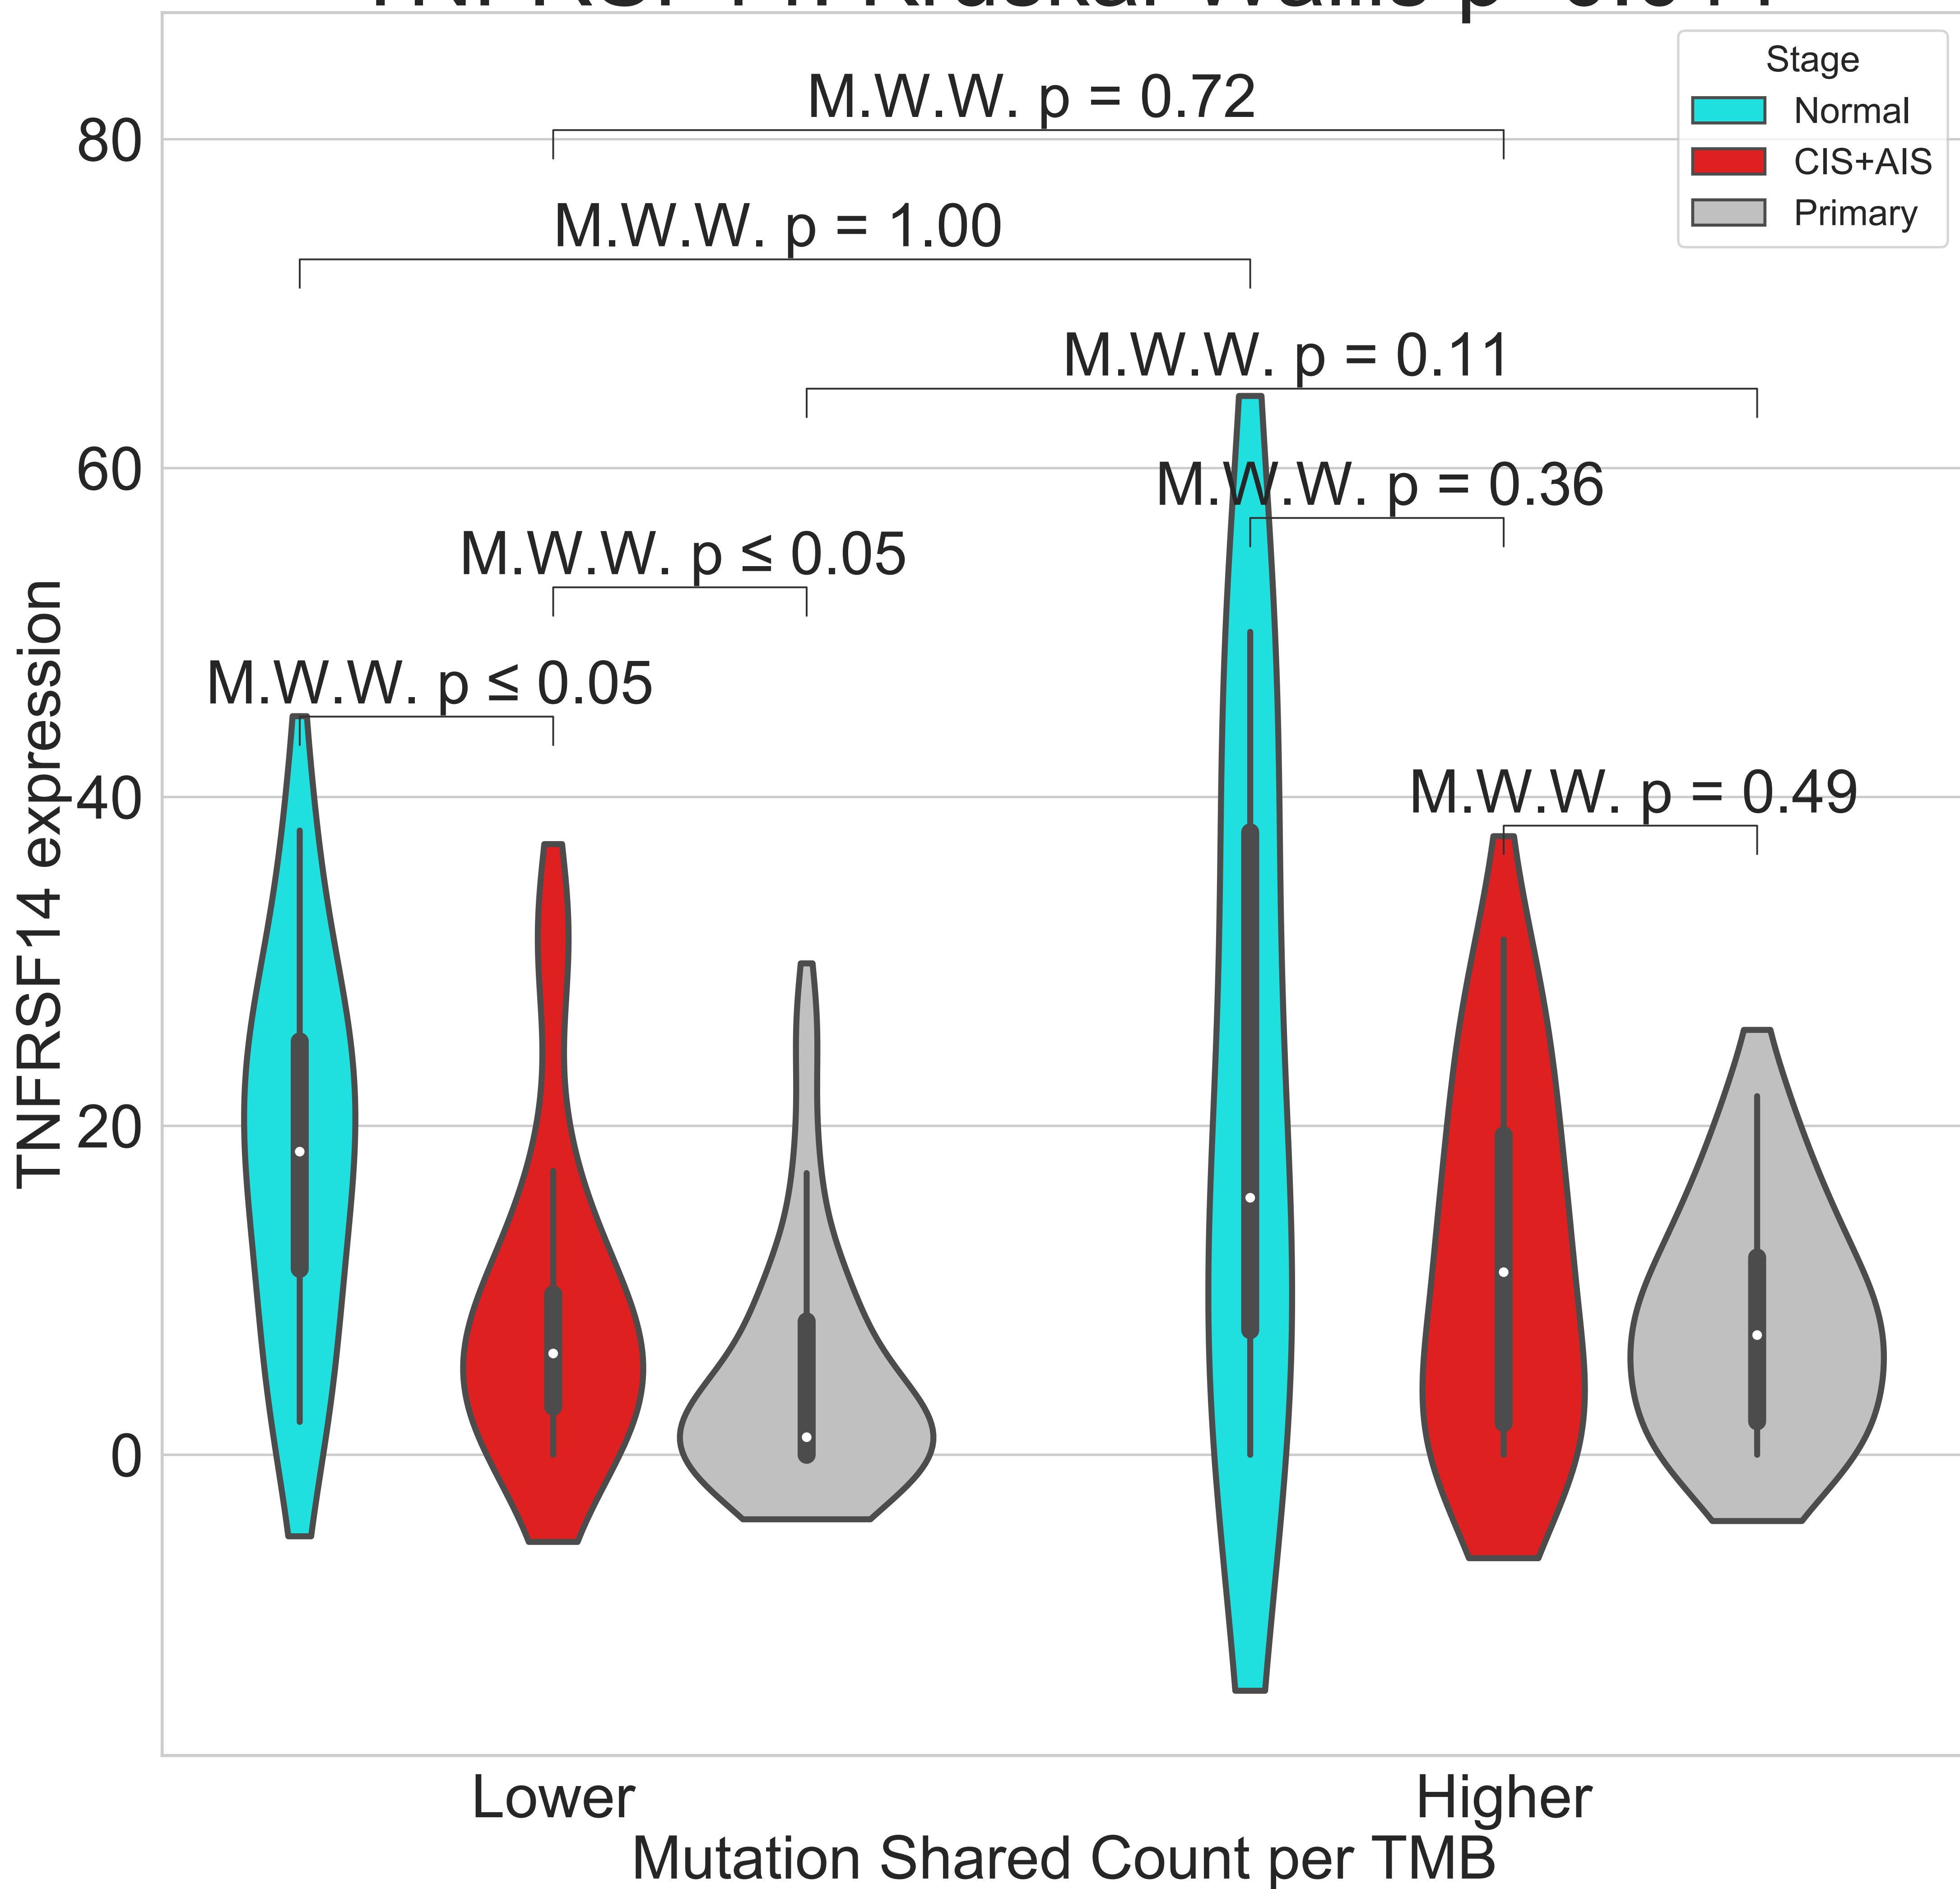 Stage
Normal
CIS+AIS
Primary
M.W.W. p = 0.72
M.W.W. p = 1.00
M.W.W. p = 0.11
M.W.W. p = 0.36
M.W.W. p ≤ 0.05
M.W.W. p ≤ 0.05
M.W.W. p = 0.49
80
60
40
20
0
TNFRSF14 expression
Lower
Higher
Mutation Shared Count per TMB